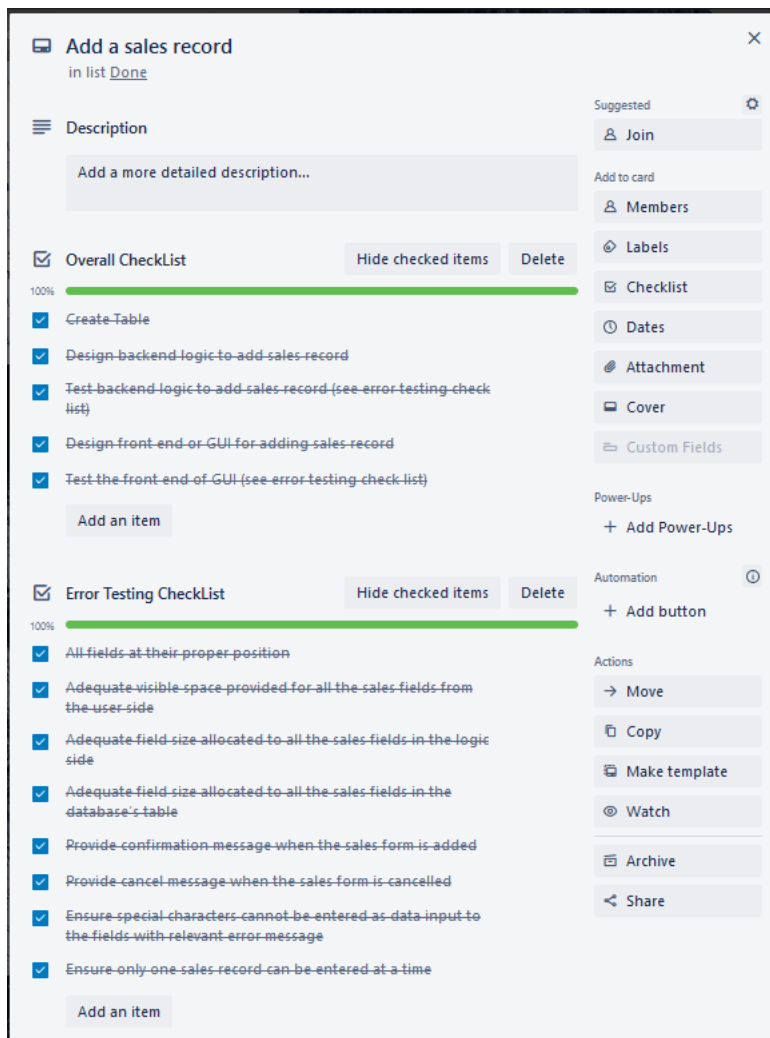 Add a sales record
in list Done
Description
Add a more detailed description...
Overall CheckList
Hide checked items
Delete
100%
Create Table
Design backend logic to add sales record
Test backend logic to add sales record (see error testing check
list)
Design front end or GUI for adding sales record
Test the front end of GUI (see error testing check list)
Add an item
Error Testing CheckList
Hide checked items
Delete
100%
All fields at their proper position
Adequate visible space provided for all the sales fields from
the user side
Adequate field size allocated to all the sales fields in the logic
side
Adequate field size allocated to all the sales fields in the
database's table
Provide confirmation message when the sales form is added
Provide cancel message when the sales form is cancelled
Ensure special characters cannot be entered as data input to
the fields with relevant error message
Ensure only one sales record can be entered at a time
Add an item
Suggested
Join
Add to card
Members
Labels
Checklist
Dates
Attachment
Cover
Custom Fields
Power-Ups
+ Add Power-Ups
Automation
+ Add button
Actions
Move
Copy
Make template
Watch
Archive
Share